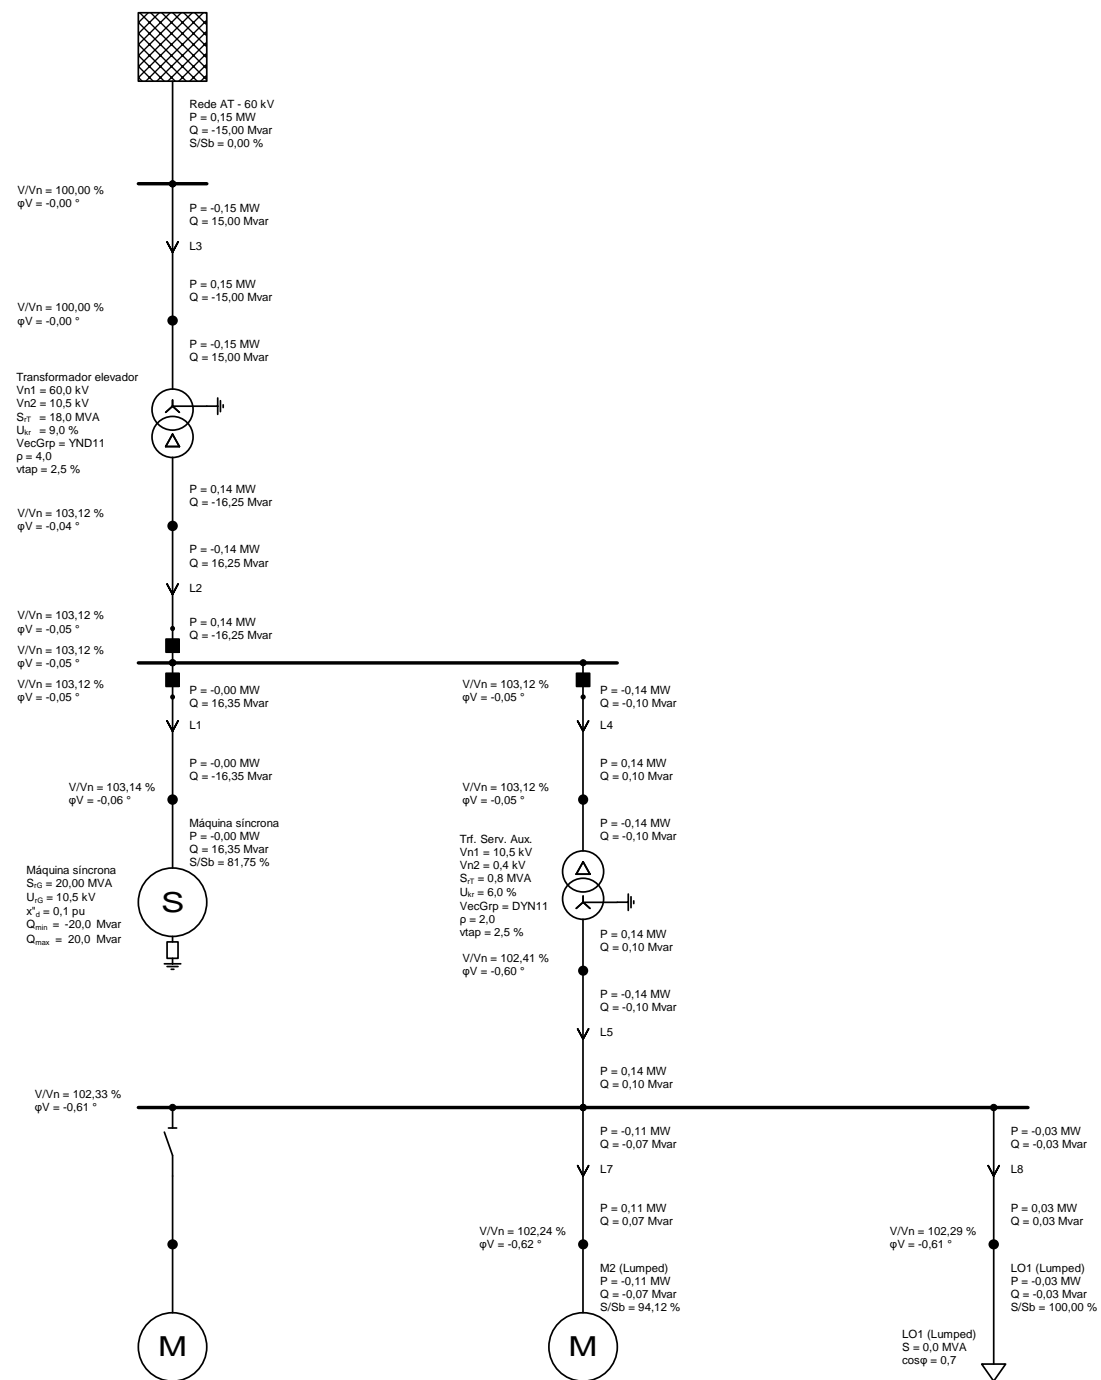 Rede AT - 60 kV
P = 0,15 MW
Q = -15,00 Mvar
S/Sb = 0,00 %
V/Vn = 100,00 %
φV = -0,00 °
P = -0,15 MW
Q = 15,00 Mvar
L3
P = 0,15 MW
Q = -15,00 Mvar
V/Vn = 100,00 %
φV = -0,00 °
P = -0,15 MW
Q = 15,00 Mvar
Transformador elevador
Vn1 = 60,0 kV
Vn2 = 10,5 kV
SrT = 18,0 MVA
Ukr = 9,0 %
VecGrp = YND11
ρ = 4,0
vtap = 2,5 %
P = 0,14 MW
Q = -16,25 Mvar
V/Vn = 103,12 %
φV = -0,04 °
P = -0,14 MW
Q = 16,25 Mvar
L2
V/Vn = 103,12 %
φV = -0,05 °
P = 0,14 MW
Q = -16,25 Mvar
V/Vn = 103,12 %
φV = -0,05 °
V/Vn = 103,12 %
φV = -0,05 °
P = -0,00 MW
Q = 16,35 Mvar
L1
P = -0,00 MW
Q = -16,35 Mvar
V/Vn = 103,14 %
φV = -0,06 °
Máquina síncrona
P = -0,00 MW
Q = 16,35 Mvar
S/Sb = 81,75 %
Máquina síncrona
SrG = 20,00 MVA
UrG = 10,5 kV
x"d = 0,1 pu
Qmin = -20,0 Mvar
Qmax = 20,0 Mvar
S
V/Vn = 103,12 %
φV = -0,05 °
P = -0,14 MW
Q = -0,10 Mvar
L4
P = 0,14 MW
Q = 0,10 Mvar
V/Vn = 103,12 %
φV = -0,05 °
P = -0,14 MW
Q = -0,10 Mvar
Trf. Serv. Aux.
Vn1 = 10,5 kV
Vn2 = 0,4 kV
SrT = 0,8 MVA
Ukr = 6,0 %
VecGrp = DYN11
ρ = 2,0
vtap = 2,5 %
P = 0,14 MW
Q = 0,10 Mvar
V/Vn = 102,41 %
φV = -0,60 °
P = -0,14 MW
Q = -0,10 Mvar
L5
P = 0,14 MW
Q = 0,10 Mvar
V/Vn = 102,33 %
φV = -0,61 °
P = -0,11 MW
Q = -0,07 Mvar
L7
P = 0,11 MW
Q = 0,07 Mvar
V/Vn = 102,24 %
φV = -0,62 °
M2 (Lumped)
P = -0,11 MW
Q = -0,07 Mvar
S/Sb = 94,12 %
M
M
P = -0,03 MW
Q = -0,03 Mvar
L8
P = 0,03 MW
Q = 0,03 Mvar
V/Vn = 102,29 %
φV = -0,61 °
LO1 (Lumped)
P = -0,03 MW
Q = -0,03 Mvar
S/Sb = 100,00 %
LO1 (Lumped)
S = 0,0 MVA
cosφ = 0,7